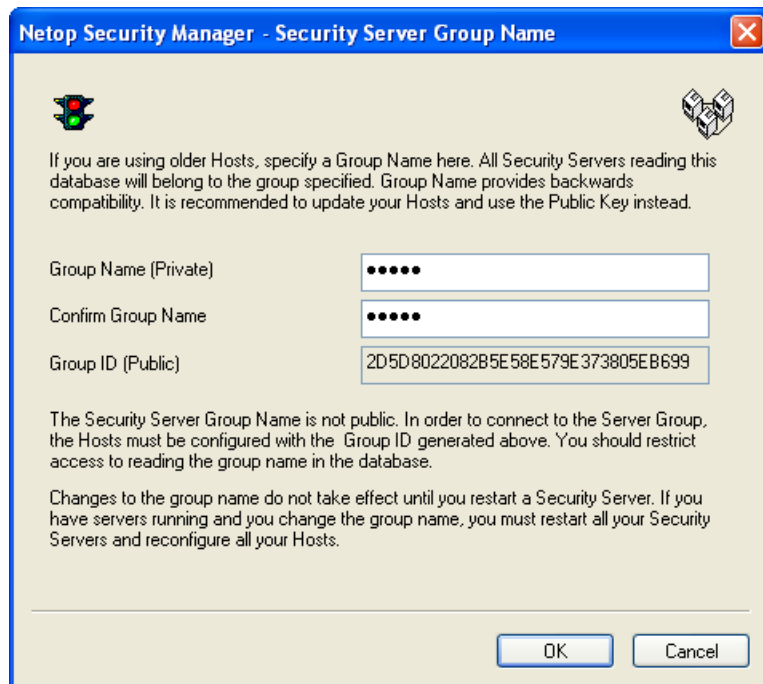 Netop Security Manager - Security Server Group Name
If you are using older Hosts, specify a Group Name here. All Security Servers reading this
database will belong to the group specified. Group Name provides backwards
compatibility. It is recommended to update your Hosts and use the Public Key instead.
Group Name (Private)
•••••
Confirm Group Name
•••••
Group ID (Public)
2D5D8022082B5E58E579E373805EB699
The Security Server Group Name is not public. In order to connect to the Server Group,
the Hosts must be configured with the Group ID generated above. You should restrict
access to reading the group name in the database.
Changes to the group name do not take effect until you restart a Security Server. If you
have servers running and you change the group name, you must restart all your Security
Servers and reconfigure all your Hosts.
OK
Cancel